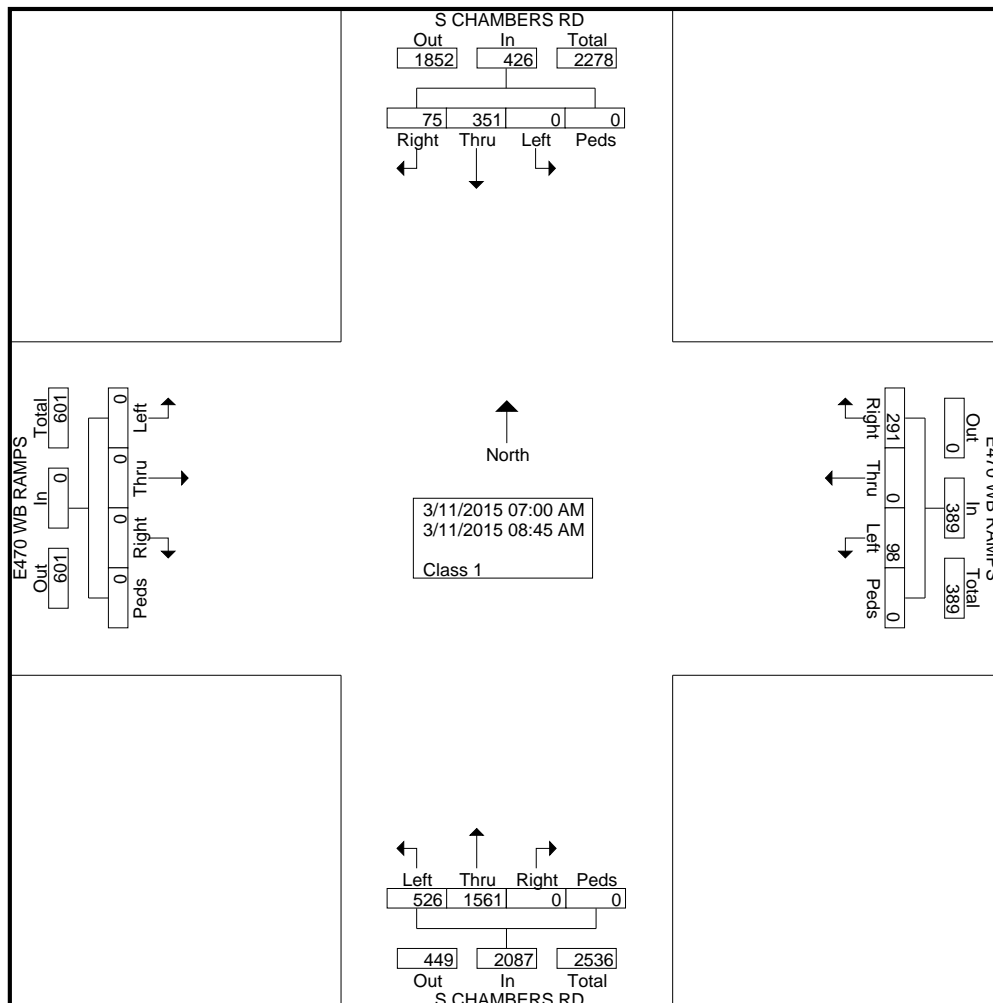 S CHAMBERS RD
Out In Total
1852 426 2278
75 351 0 0
Right Thru Left Peds
E470 WB RAMPS
Total In Out
601 0 601
0 0 0 0
Left Thru Right Peds
North
3/11/2015 07:00 AM
3/11/2015 08:45 AM
Class 1
Right Thru Left Peds
291 0 98 0
Out In Total
0 389 389
E470 WB RAMPS
Left Thru Right Peds
526 1561 0 0
449 2087 2536
Out In Total
S CHAMBERS RD